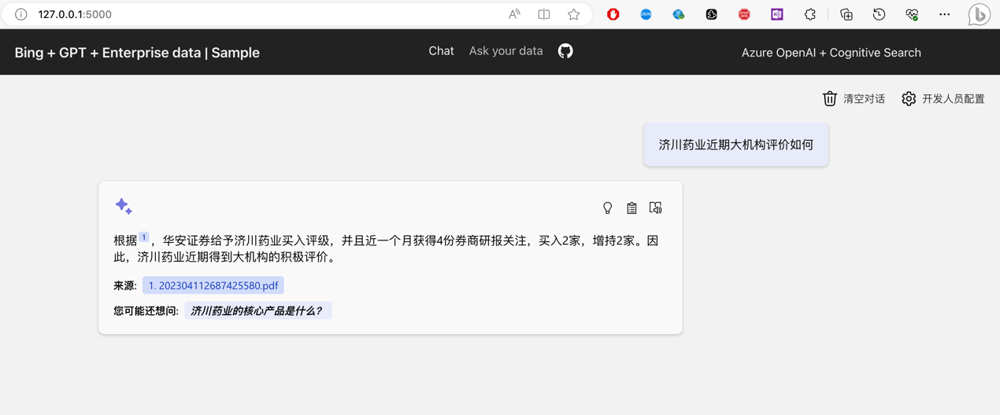 127.0.0.1:5000
Bing + GPT + Enterprise data | Sample
Chat
Ask your data
Azure OpenAI + Cognitive Search
清空对话
开发人员配置
济川药业近期大机构评价如何
根据1，华安证券给予济川药业买入评级，并且近一个月获得4份券商研报关注，买入2家，增持2家。因
此，济川药业近期得到大机构的积极评价。
来源: 1. 202304112687425580.pdf
您可能还想问: 济川药业的核心产品是什么？